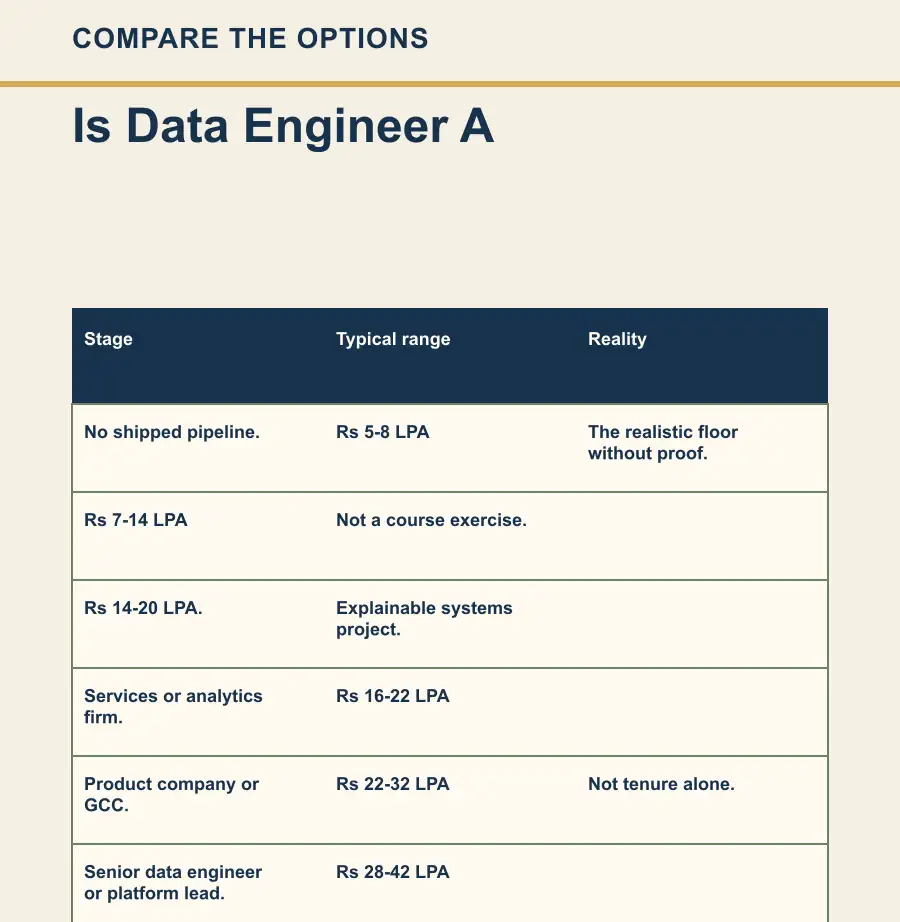 COMPARE THE OPTIONS
Is Data Engineer A
Stage Typical range Reality
No shipped pipeline. Rs 5-8 LPA The realistic floor
without proof.
Rs 7-14 LPA Not a course exercise.
Rs 14-20 LPA. Explainable systems
project.
Services or analytics Rs 16-22 LPA
firm.
Product company or Rs 22-32 LPA Not tenure alone.
GCC.
Senior data engineer Rs 28-42 LPA
or platform lead.